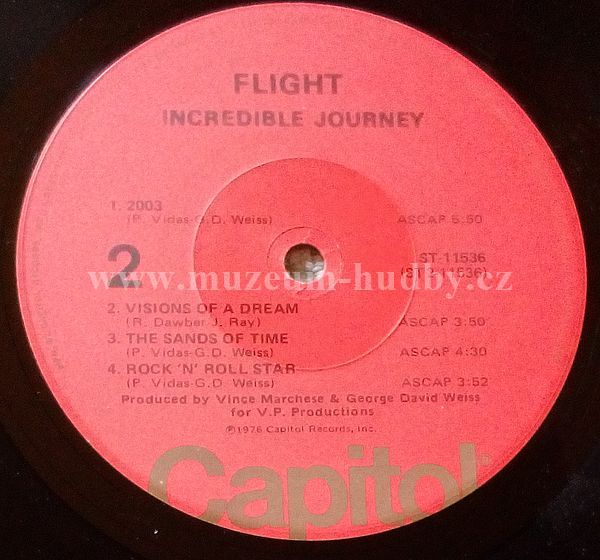 FLIGHT
INCREDIBLE JOURNEY
1. 2003
(P. Vidas-G.D. Weiss) ASCAP 5:50
2
ST-11536
(ST2-11536)
www.muzeum-hudby.cz
2. VISIONS OF A DREAM
(R. Dawber J. Ray) ASCAP 3:50
3. THE SANDS OF TIME
(P. Vidas-G.D. Weiss) ASCAP 4:30
4. ROCK 'N' ROLL STAR
(P. Vidas-G.D. Weiss) ASCAP 3:52
Produced by Vince Marchese & George David Weiss
for V.P. Productions
℗1976 Capitol Records, Inc.
Capitol